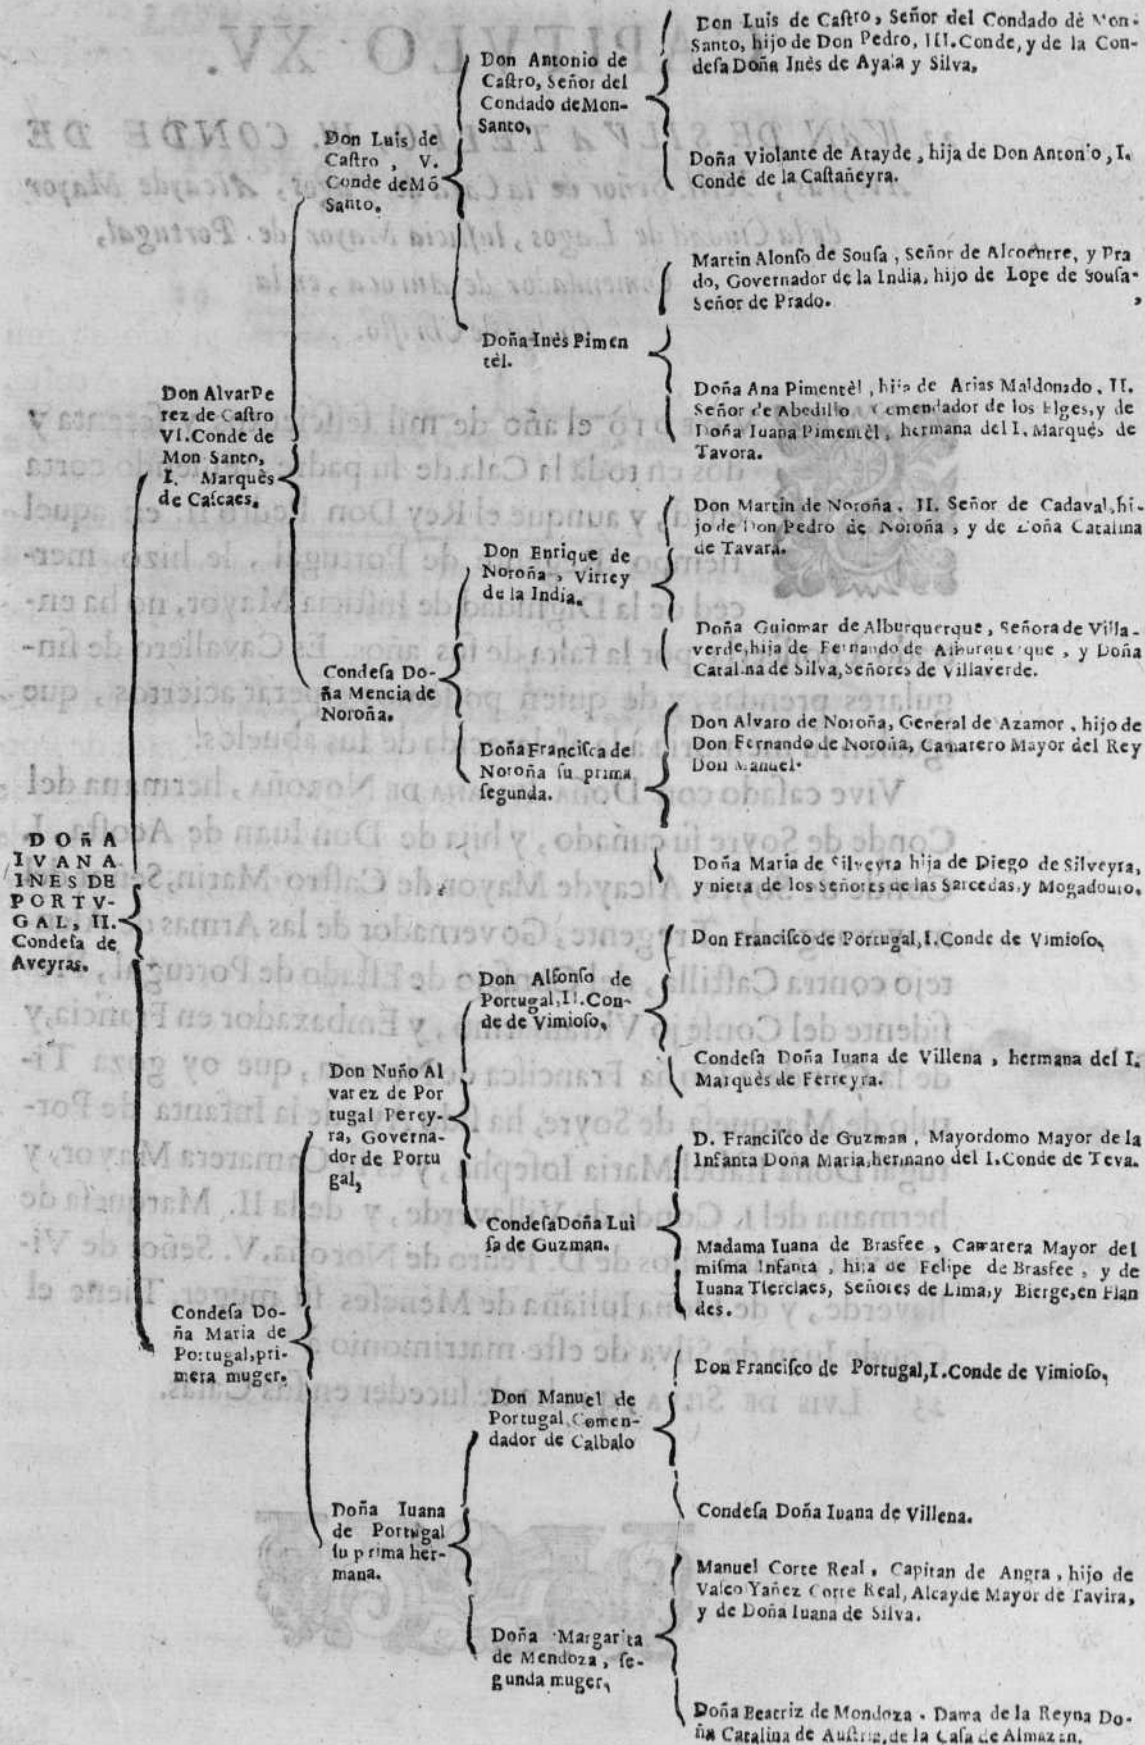 DOñA
IVANA
INES DE
PORTV-
GAL, II.
Condeſa de
Aveyras.
Don AlvarPe
rez de Caſtro
VI.Conde de
Mon Santo,
I. Marquès
de Caſcaes.
Condeſa Do-
ña Maria de
Portugal,pri-
mera muger.
Don Luis de
Caſtro , V.
Conde deMõ
Santo.
Condeſa Do-
ña Mencia de
Noroña.
Don Nuño Al
varez de Por
tugal Perey-
ra, Governa-
dor de Portu
gal,
Doña Iuana
de Portugal
ſu prima her-
mana.
Don Antonio de
Caſtro, Señor del
Condado deMon-
Santo,
Doña Inès Pimen
tèl.
Don Enrique de
Noroña , Virrey
de la India.
DoñaFranciſca de
Noroña ſu prima
ſegunda.
Don Alfonſo de
Portugal,II.Con-
de de Vimioſo,
CondeſaDoña Lui
ſa de Guzman.
Don Manuel de
Portugal,Comen-
dador de Calbalo
Doña Margarita
de Mendoza , ſe-
gunda muger,
Don Luis de Caſtro, Señor del Condado de Mon-
Santo, hijo de Don Pedro, III.Conde, y de la Con-
deſa Doña Inès de Ayala y Silva,
Doña Violante de Atayde , hija de Don Antonio , I.
Conde de la Caſtañeyra.
Martin Alonſo de Souſa , Señor de Alcoentre, y Pra
do, Governador de la India, hijo de Lope de Souſa-
Señor de Prado. ,
Doña Ana Pimentèl , hija de Arias Maldonado , II.
Señor de Abedillo Comendador de los Elges,y de
Doña Iuana Pimentèl , hermana del I. Marquès de
Tavora.
Don Martin de Noroña , II. Señor de Cadaval,hi-
jo de Don Pedro de Noroña , y de Doña Catalina
de Tavara.
Doña Guiomar de Alburquerque , Señora de Villa-
verde,hija de Fernando de Alburquerque , y Doña
Catalina de Silva,Señores de Villaverde.
Don Alvaro de Noroña, General de Azamor , hijo de
Don Fernando de Noroña, Camarero Mayor del Rey
Don Manuel.
Doña Maria de Silveyra hija de Diego de Silveyra,
y nieta de los Señores de las Sarcedas,y Mogadouro.
Don Franciſco de Portugal,I.Conde de Vimioſo,
Condeſa Doña Iuana de Villena , hermana del I.
Marquès de Ferreyra.
D. Franciſco de Guzman , Mayordomo Mayor de la
Infanta Doña Maria,hermano del I.Conde de Teva.
Madama Iuana de Brasfee , Camarera Mayor del
miſma Infanta , hija de Felipe de Brasfee , y de
Iuana Tierclaes, Señores de Lima,y Bierge,en Flan
des.
Don Franciſco de Portugal,I.Conde de Vimioſo,
Condeſa Doña Iuana de Villena.
Manuel Corte Real , Capitan de Angra , hijo de
Vaſco Yañez Corte Real, Alcayde Mayor de Tavira,
y de Doña Iuana de Silva.
Doña Beatriz de Mondoza . Dama de la Reyna Do-
ña Catalina de Auſtria,de la Caſa de Almazan.